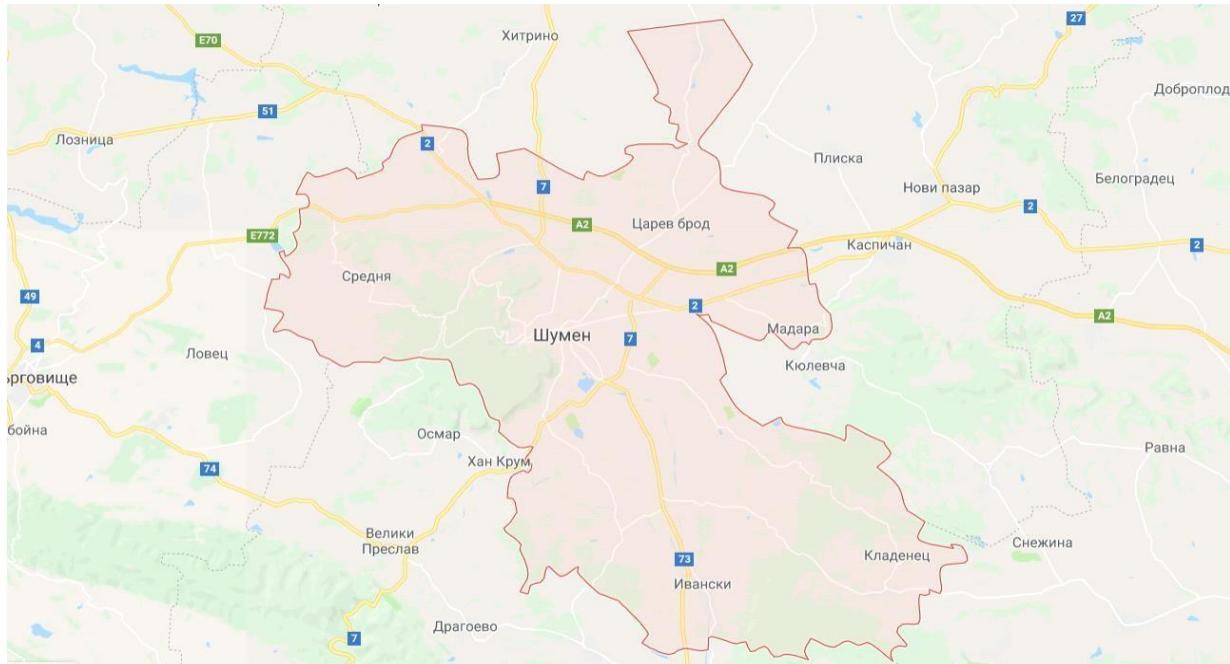 27
Хитрино
E70
Доброплод
51
Лозница
2
Плиска
7
Нови пазар
Белоградец
2
A2
Царев брод
E772
Каспичан
2
Средня
A2
49
2
A2
Мадара
Шумен
7
4
Ловец
Кюлевча
ърговище
бойна
Осмар
Равна
Хан Крум
74
Велики
Преслав
Снежина
73
Кладенец
Ивански
Драгоево
7